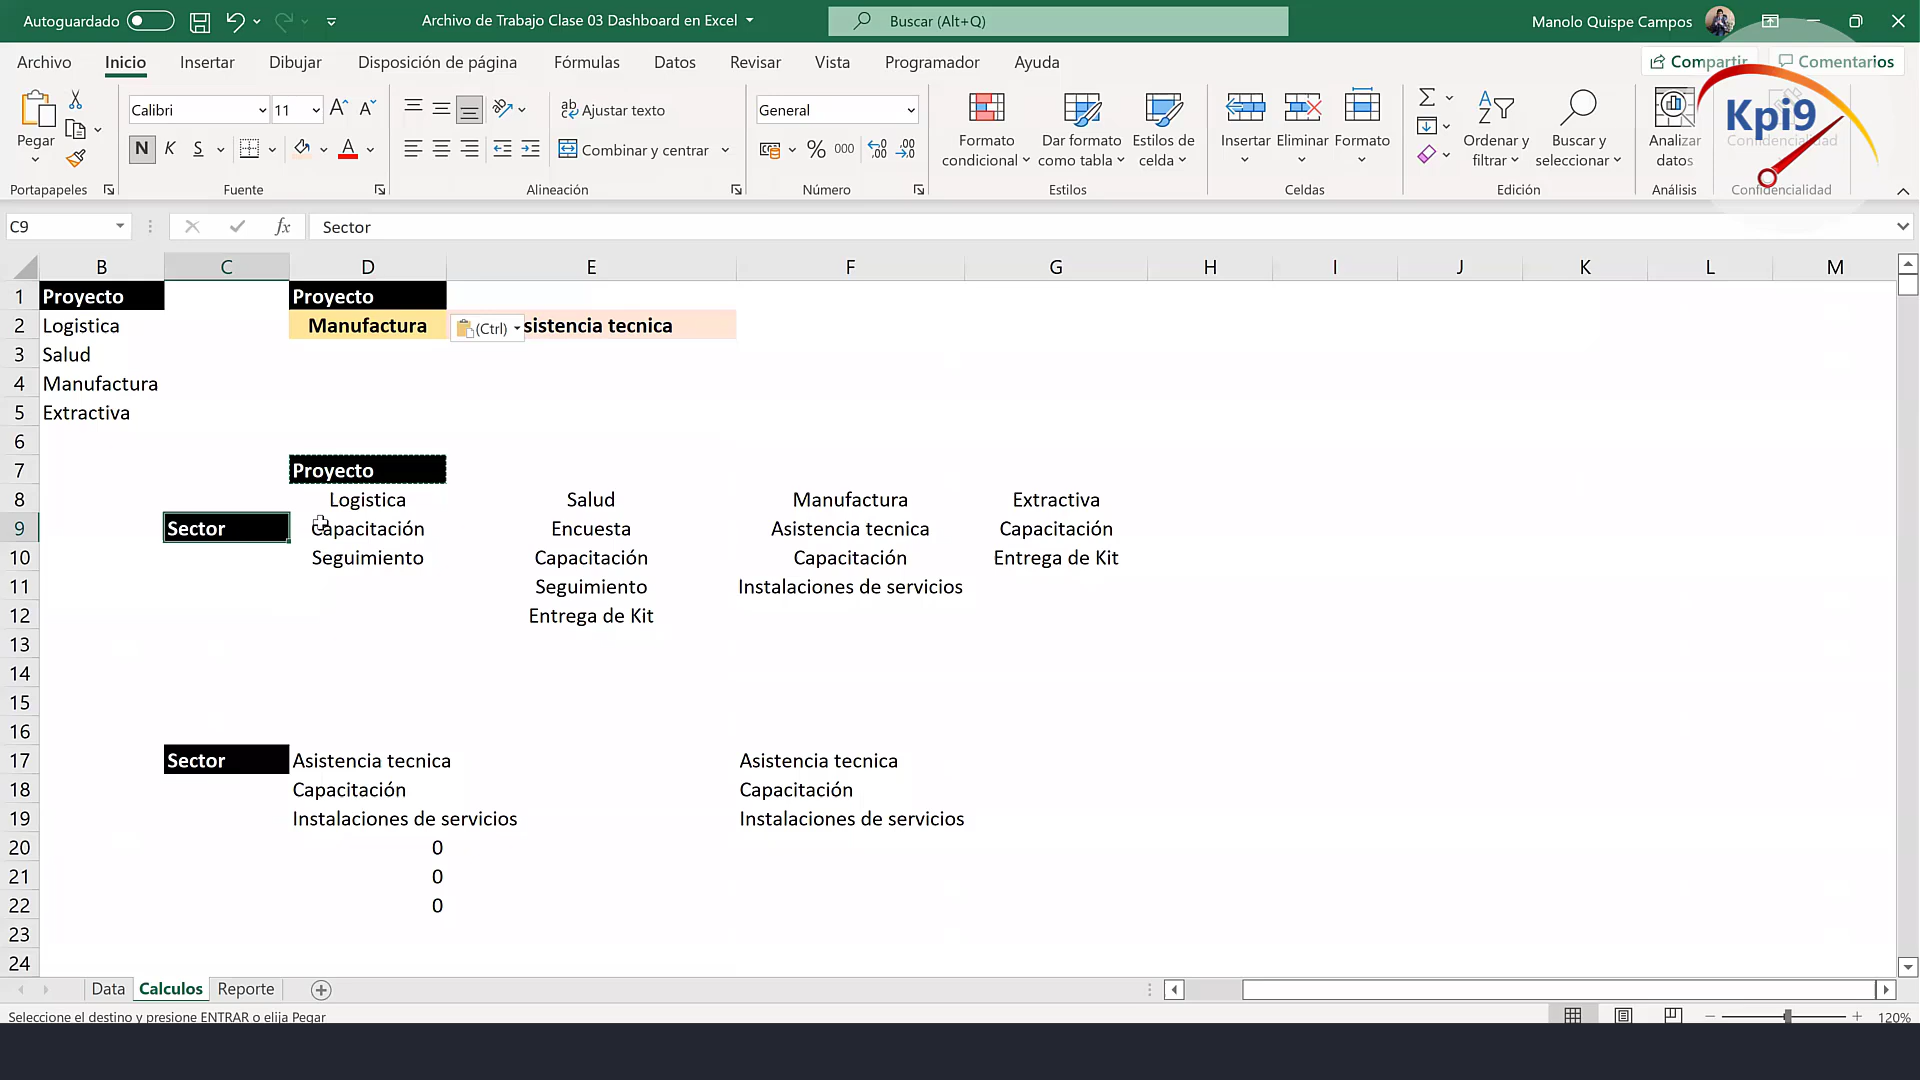 Autoguardado
Archivo de Trabajo Clase 03 Dashboard en Excel
Buscar (Alt+Q)
Manolo Quispe Campos
Archivo Inicio Insertar Dibujar Disposición de página Fórmulas Datos Revisar Vista Programador Ayuda
Compartir Comentarios
Pegar
Calibri 11
N K S
Ajustar texto
Combinar y centrar
General
% 000
Formato condicional
Dar formato como tabla
Estilos de celda
Insertar Eliminar Formato
Ordenar y filtrar
Buscar y seleccionar
Analizar datos
Confidencialidad
Kpi9
Portapapeles Fuente Alineación Número Estilos Celdas Edición Análisis Confidencialidad
C9 fx Sector
B C D E F G H I J K L M
1 Proyecto Proyecto
2 Logistica Manufactura (Ctrl) sistencia tecnica
3 Salud
4 Manufactura
5 Extractiva
6
7 Proyecto
8 Logistica Salud Manufactura Extractiva
9 Sector Capacitación Encuesta Asistencia tecnica Capacitación
10 Seguimiento Capacitación Capacitación Entrega de Kit
11 Seguimiento Instalaciones de servicios
12 Entrega de Kit
13
14
15
16
17 Sector Asistencia tecnica Asistencia tecnica
18 Capacitación Capacitación
19 Instalaciones de servicios Instalaciones de servicios
20 0
21 0
22 0
23
24
Data Calculos Reporte
Seleccione el destino y presione ENTRAR o elija Pegar
120%